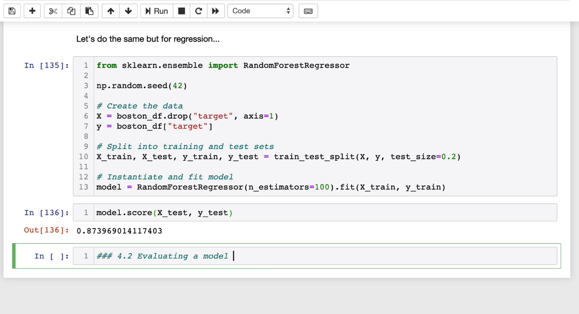 Run Code
Let's do the same but for regression...
In [135]: 1 from sklearn.ensemble import RandomForestRegressor
2
3 np.random.seed(42)
4
5 # Create the data
6 X = boston_df.drop("target", axis=1)
7 y = boston_df["target"]
8
9 # Split into training and test sets
10 X_train, X_test, y_train, y_test = train_test_split(X, y, test_size=0.2)
11
12 # Instantiate and fit model
13 model = RandomForestRegressor(n_estimators=100).fit(X_train, y_train)
In [136]: 1 model.score(X_test, y_test)
Out[136]: 0.873969014117403
In [ ]: 1 ### 4.2 Evaluating a model